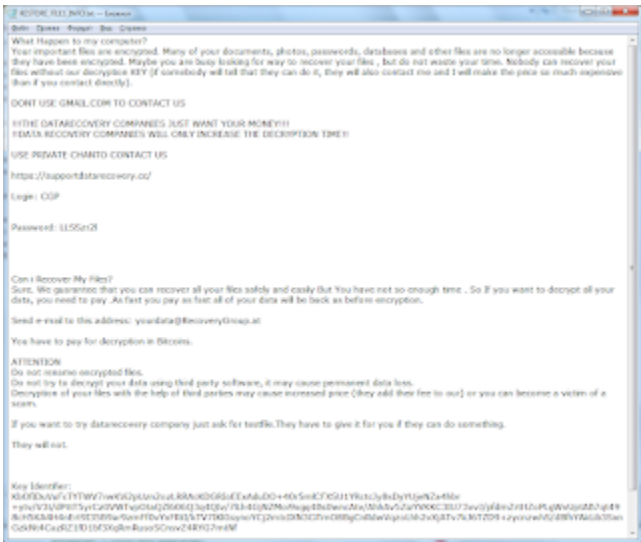 RESTORE_FILES_INFO.txt — Блокнот
Файл Правка Формат Вид Справка
What Happen to my computer?
Your important files are encrypted. Many of your documents, photos, passwords, databases and other files are no longer accessible because
they have been encrypted. Maybe you are busy looking for way to recover your files , but do not waste your time. Nobody can recover your
files without our decryption KEY (if somebody will tell that they can do it, they will also contact me and I will make the price so much expensive
than if you contact directly).
DONT USE GMAIL.COM TO CONTACT US
!!!THE DATARECOVERY COMPANIES JUST WANT YOUR MONEY!!!
!!DATA RECOVERY COMPANIES WILL ONLY INCREASE THE DECRYPTION TIME!!
USE PRIVATE CHANTO CONTACT US
https://supportdatarecovery.cc/
Login: CGP
Password:
Can i Recover My Files?
Sure. We guarantee that you can recover all your files safely and easily But You have not so enough time . So If you want to decrypt all your
data, you need to pay .As fast you pay as fast all of your data will be back as before encryption.
Send e-mail to this address: yourdata@RecoveryGroup.at
You have to pay for decryption in Bitcoins.
ATTENTION
Do not rename encrypted files.
Do not try to decrypt your data using third party software, it may cause permanent data loss.
Decryption of your files with the help of third parties may cause increased price (they add their fee to our) or you can become a victim of a
scam.
If you want to try datarecovery company just ask for testfile.They have to give it for you if they can do something.
They will not.
Key Identifier: